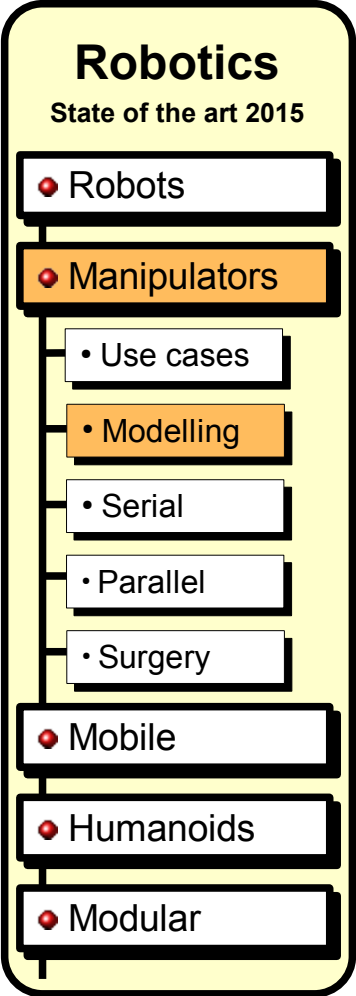 Robotics
State of the art 2015
Robots
Manipulators
• Use cases
• Modelling
• Serial
• Parallel
• Surgery
Mobile
Humanoids
Modular